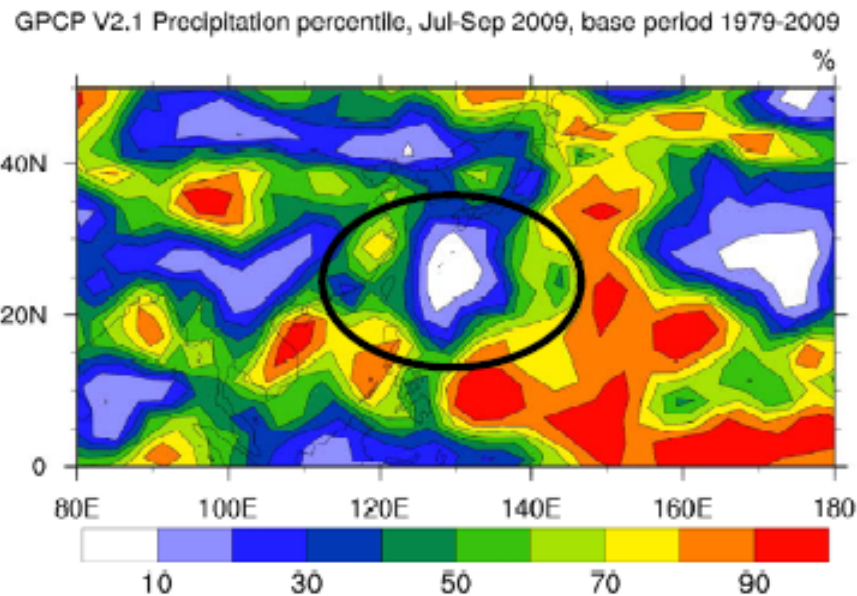 GPCP V2.1 Precipitation percentile, Jul-Sep 2009, base period 1979-2009
%
40N
20N
0
80E 100E 120E 140E 160E 180
10 30 50 70 90